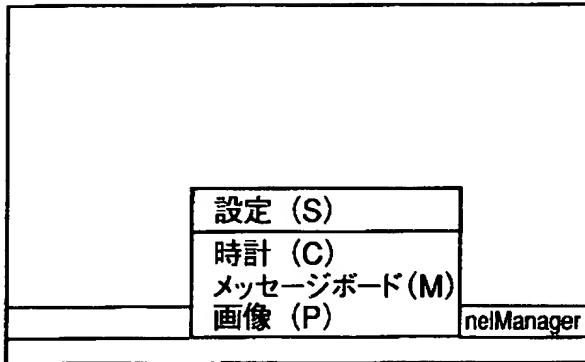 設定 (S)
時計 (C)
メッセージボード(M)
画像 (P)
nelManager